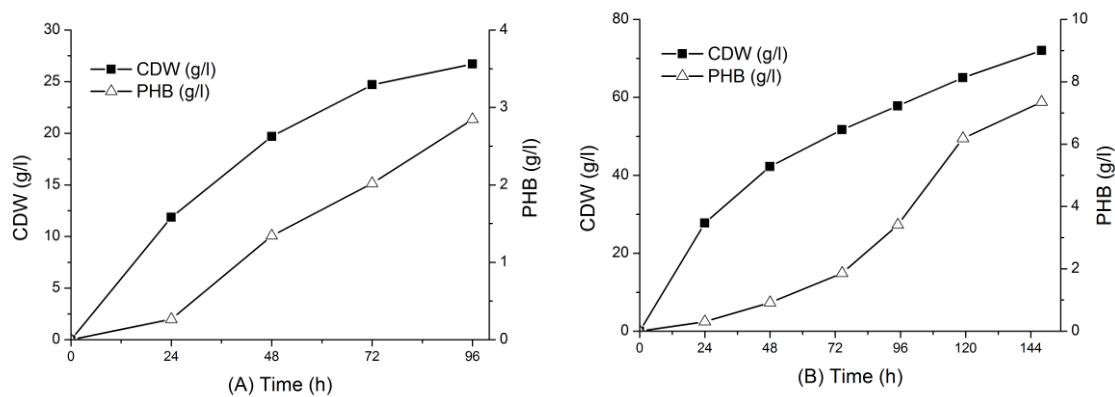 30
25
20
15
10
5
0
CDW (g/l)
CDW (g/l)
PHB (g/l)
4
3
2
1
0
PHB (g/l)
0 24 48 72 96
(A) Time (h)
80
60
40
20
0
CDW (g/l)
CDW (g/l)
PHB (g/l)
10
8
6
4
2
0
PHB (g/l)
0 24 48 72 96 120 144
(B) Time (h)